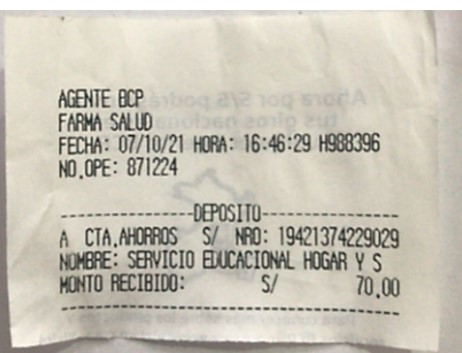 AGENTE BCP
FARMA SALUD
FECHA: 07/10/21 HORA: 16:46:29 H988396
NO.OPE: 871224
----------------DEPOSITO----------------
A CTA.AHORROS S/ NRO: 19421374229029
NOMBRE: SERVICIO EDUCACIONAL HOGAR Y S
MONTO RECIBIDO: S/ 70.00